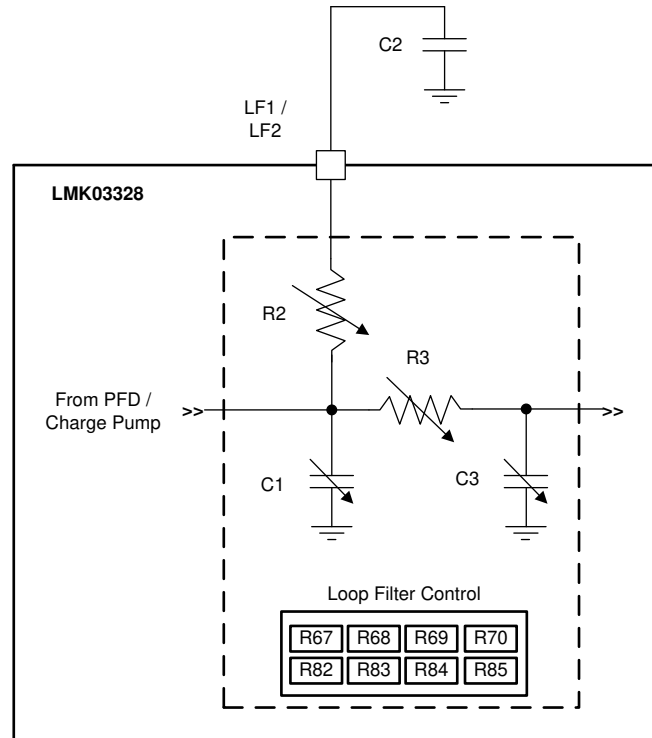 C2
LF1 /
LF2
LMK03328
R2
R3
From PFD /
Charge Pump
>>
>>
C1
C3
Loop Filter Control
R67 R68 R69 R70
R82 R83 R84 R85